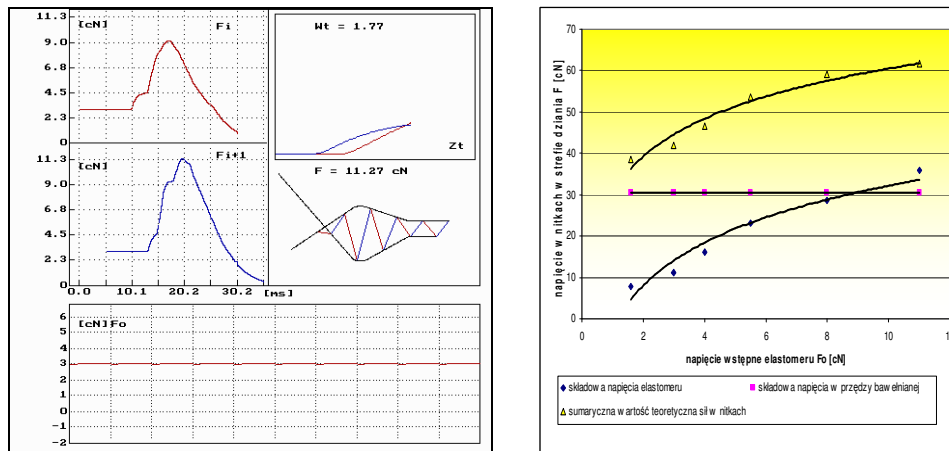 [cN]
Fi
11.3
9.0
6.8
4.5
2.3
0
[cN]
Fi+1
11.3
9.0
6.8
4.5
2.3
0
0.0 10.1 20.2 30.2 [ms]
Wt = 1.77
Zt
F = 11.27 cN
[cN]Fo
6
5
4
3
2
1
0
-1
-2
napięcie w nitkach w strefie dziania F [cN]
70
60
50
40
30
20
10
0
0 2 4 6 8 10 12
napięcie wstępne elastomeru Fo [cN]
składowa napięcia elastomeru
składowa napięcia w przędzy bawełnianej
sumaryczna wartość teoretyczna sił w nitkach